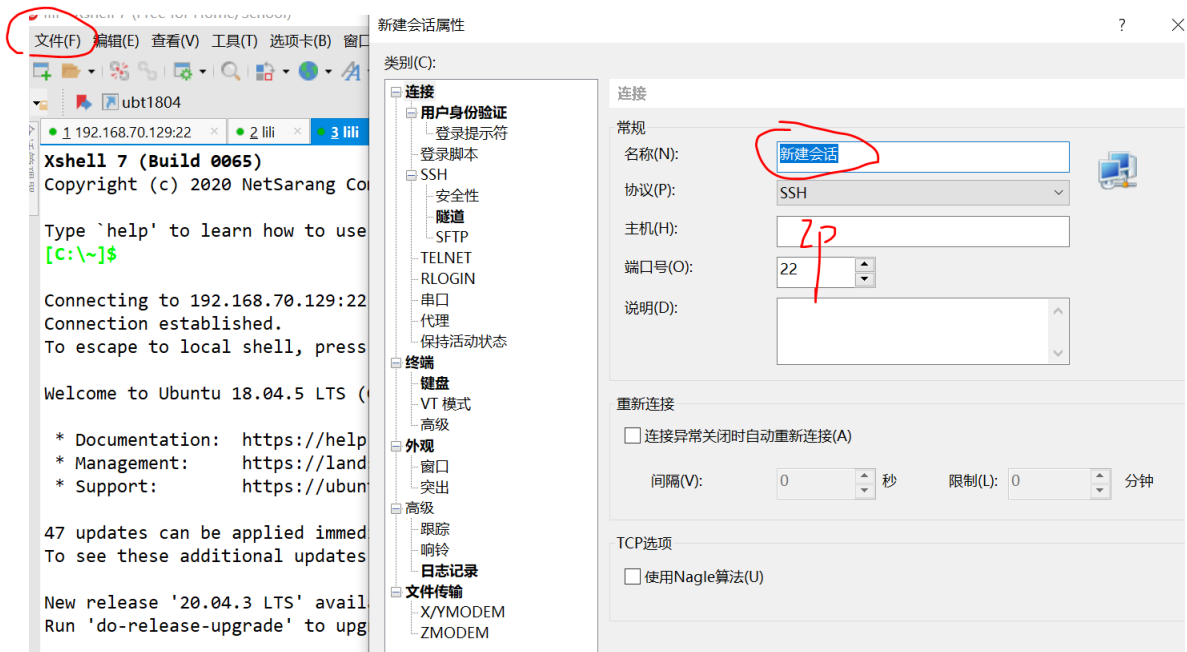 文件(F) 编辑(E) 查看(V) 工具(T) 选项卡(B) 窗口
ubt1804
1 192.168.70.129:22 × 2 lili × 3 lili
Xshell 7 (Build 0065)
Copyright (c) 2020 NetSarang Co
Type `help' to learn how to use
[C:\~]$
Connecting to 192.168.70.129:22
Connection established.
To escape to local shell, press
Welcome to Ubuntu 18.04.5 LTS (
* Documentation: https://help
* Management: https://land
* Support: https://ubun
47 updates can be applied immed
To see these additional updates
New release '20.04.3 LTS' avail
Run 'do-release-upgrade' to upg
新建会话属性 ? ×
类别(C):
连接
用户身份验证
登录提示符
登录脚本
SSH
安全性
隧道
SFTP
TELNET
RLOGIN
串口
代理
保持活动状态
终端
键盘
VT 模式
高级
外观
窗口
突出
高级
跟踪
响铃
日志记录
文件传输
X/YMODEM
ZMODEM
连接
常规
名称(N): 新建会话
协议(P): SSH
主机(H):
端口号(O): 22
说明(D):
重新连接
连接异常关闭时自动重新连接(A)
间隔(V): 0 秒 限制(L): 0 分钟
TCP选项
使用Nagle算法(U)